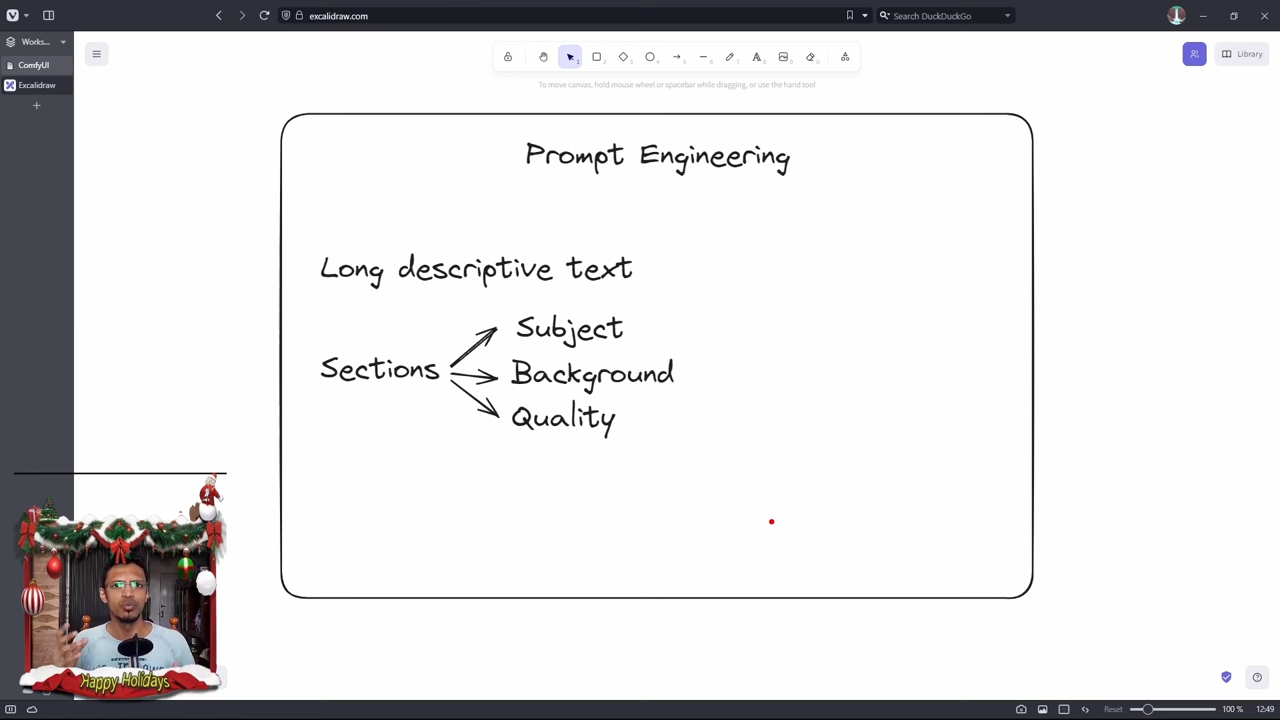 excalidraw.com
Search DuckDuckGo
Works...
ComfyUI
Excalidraw
Library
To move canvas, hold mouse wheel or spacebar while dragging, or use the hand tool
Prompt Engineering
Long descriptive text
Sections
Subject
Background
Quality
Happy Holidays
Reset
100 %
12:49